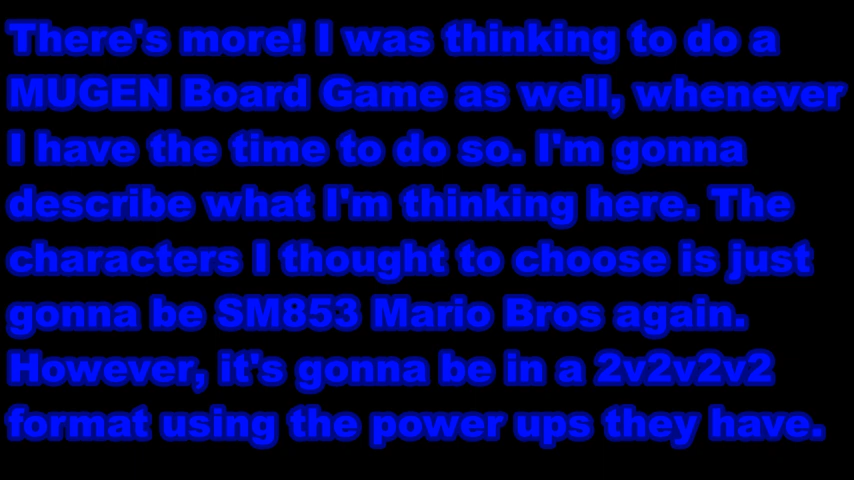 There's more! I was thinking to do a
MUGEN Board Game as well, whenever
I have the time to do so. I'm gonna
describe what I'm thinking here. The
characters I thought to choose is just
gonna be SM853 Mario Bros again.
However, it's gonna be in a 2v2v2v2
format using the power ups they have.